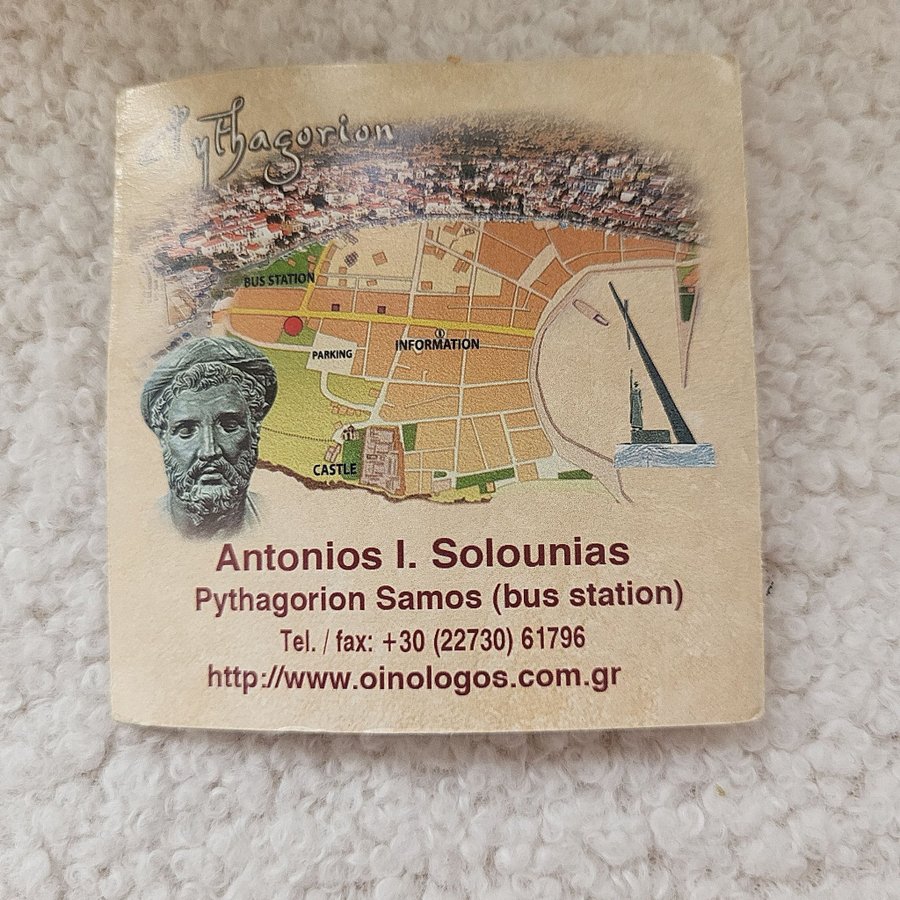 Pythagorion
BUS STATION
INFORMATION
PARKING
CASTLE
Antonios I. Solounias
Pythagorion Samos (bus station)
Tel. / fax: +30 (22730) 61796
http://www.oinologos.com.gr